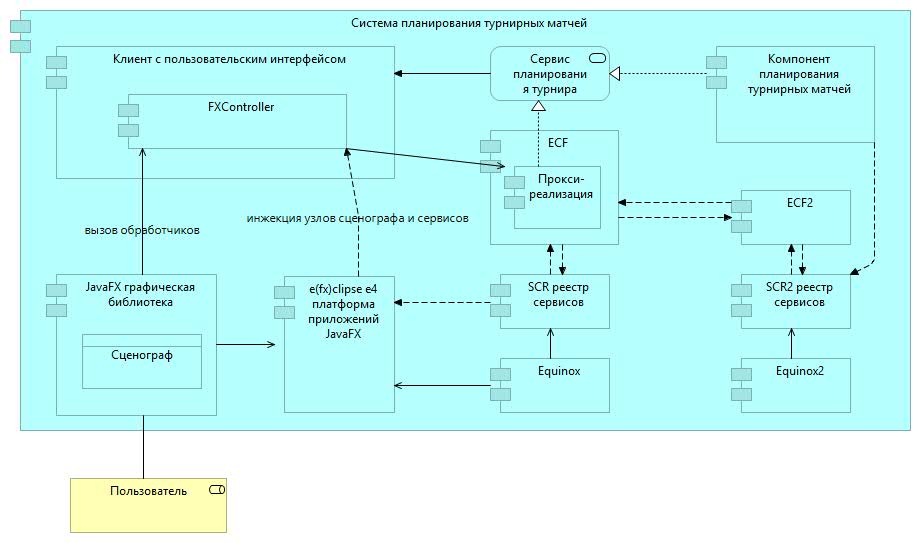 Система планирования турнирных матчей
Клиент с пользовательским интерфейсом
FXController
Сервис
планировани
я турнира
Компонент
планирования
турнирных матчей
ECF
Прокси-
реализация
ECF2
вызов обработчиков
инжекция узлов сценографа и сервисов
JavaFX графическая
библиотека
Сценограф
e(fx)clipse e4
платформа
приложений
JavaFX
SCR реестр
сервисов
SCR2 реестр
сервисов
Equinox
Equinox2
Пользователь